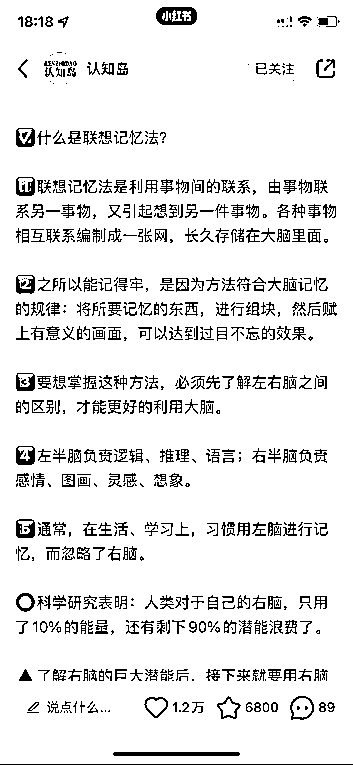 18:18
小红书
认知岛
认知岛
已关注
什么是联想记忆法?
1联想记忆法是利用事物间的联系，由事物联
系另一事物，又引起想到另一件事物。各种事物
相互联系编制成一张网，长久存储在大脑里面。
2之所以能记得牢，是因为方法符合大脑记忆
的规律：将所要记忆的东西，进行组块，然后赋
上有意义的画面，可以达到过目不忘的效果。
3要想掌握这种方法，必须先了解左右脑之间
的区别，才能更好的利用大脑。
4左半脑负责逻辑、推理、语言；右半脑负责
感情、图画、灵感、想象。
5通常，在生活、学习上，习惯用左脑进行记
忆，而忽略了右脑。
科学研究表明：人类对于自己的右脑，只用
了10%的能量，还有剩下90%的潜能浪费了。
▲了解右脑的巨大潜能后，接下来就要用右脑
说点什么...
1.2万
6800
89